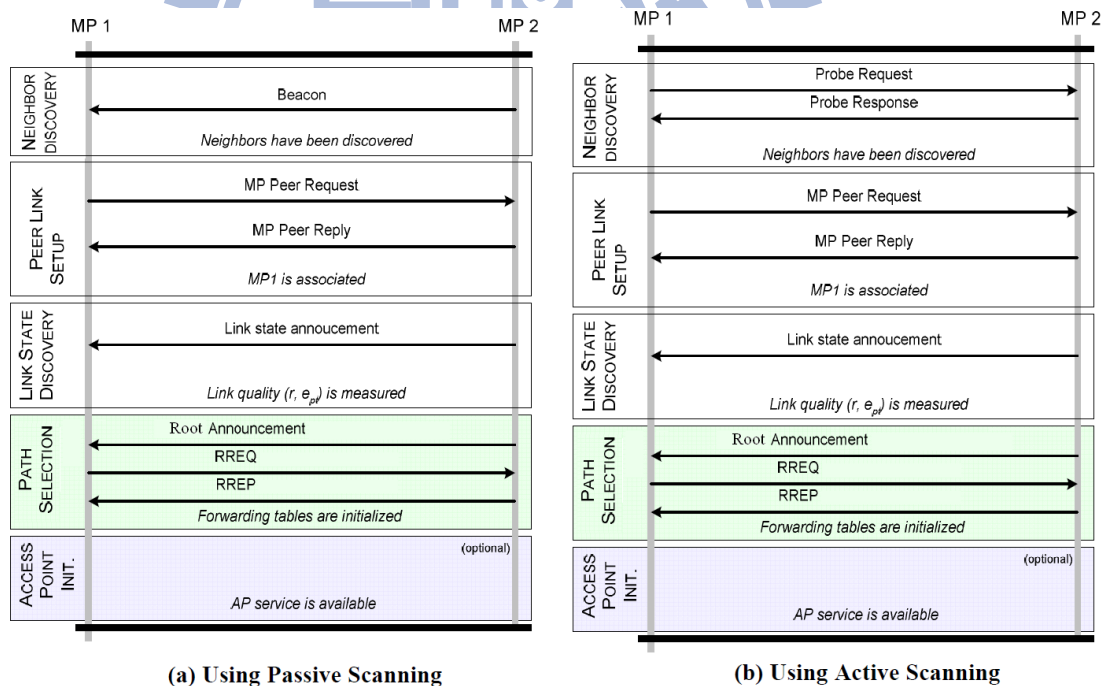 MP 1
MP 2
NEIGHBOR
DISCOVERY
Beacon
Neighbors have been discovered
PEER LINK
SETUP
MP Peer Request
MP Peer Reply
MP1 is associated
LINK STATE
DISCOVERY
Link state annoucement
Link quality (r, e_pt) is measured
PATH
SELECTION
Root Announcement
RREQ
RREP
Forwarding tables are initialized
ACCESS
POINT
INIT.
(optional)
AP service is available
(a) Using Passive Scanning
MP 1
MP 2
NEIGHBOR
DISCOVERY
Probe Request
Probe Response
Neighbors have been discovered
PEER LINK
SETUP
MP Peer Request
MP Peer Reply
MP1 is associated
LINK STATE
DISCOVERY
Link state annoucement
Link quality (r, e_pt) is measured
PATH
SELECTION
Root Announcement
RREQ
RREP
Forwarding tables are initialized
ACCESS
POINT
INIT.
(optional)
AP service is available
(b) Using Active Scanning